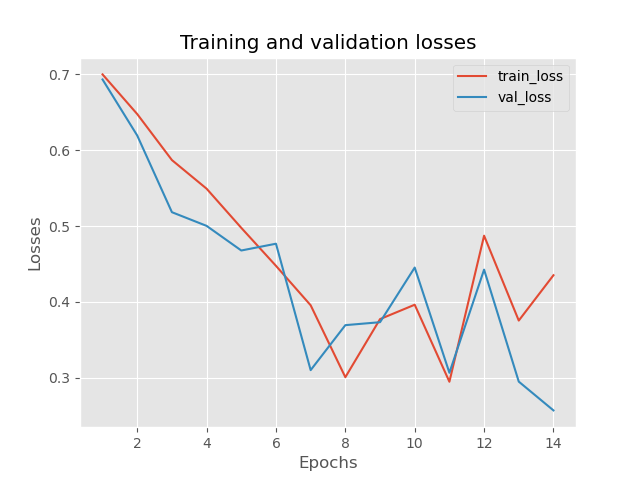 Training and validation losses
train_loss
val_loss
Losses
0.7
0.6
0.5
0.4
0.3
2 4 6 8 10 12 14
Epochs